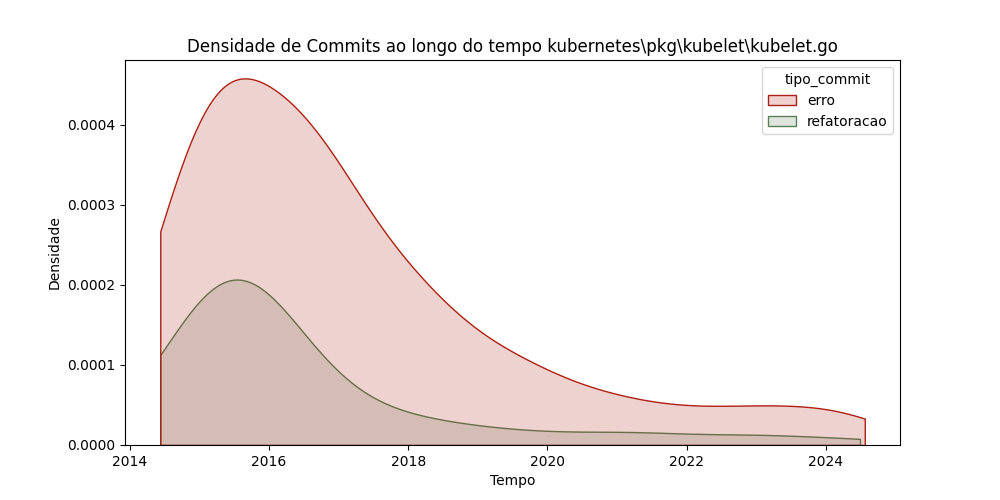 Densidade de Commits ao longo do tempo kubernetes\pkg\kubelet\kubelet.go
tipo_commit
erro
refatoracao
0.0004
0.0003
0.0002
0.0001
0.0000
Densidade
2014
2016
2018
2020
2022
2024
Tempo